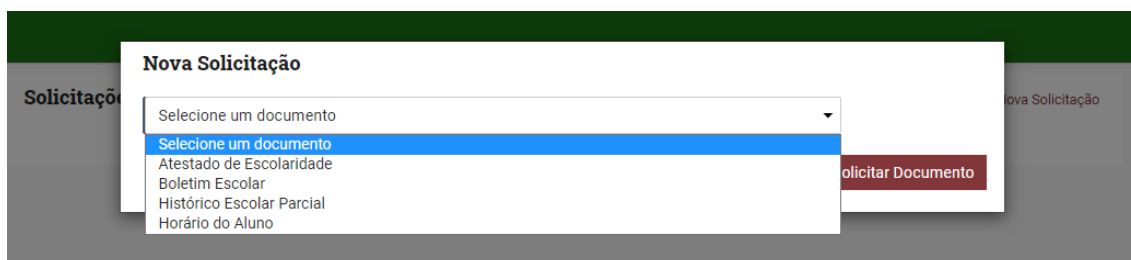 Nova Solicitação
Solicitaçõe
ova Solicitação
Selecione um documento
Selecione um documento
Atestado de Escolaridade
Boletim Escolar
Histórico Escolar Parcial
Horário do Aluno
olicitar Documento